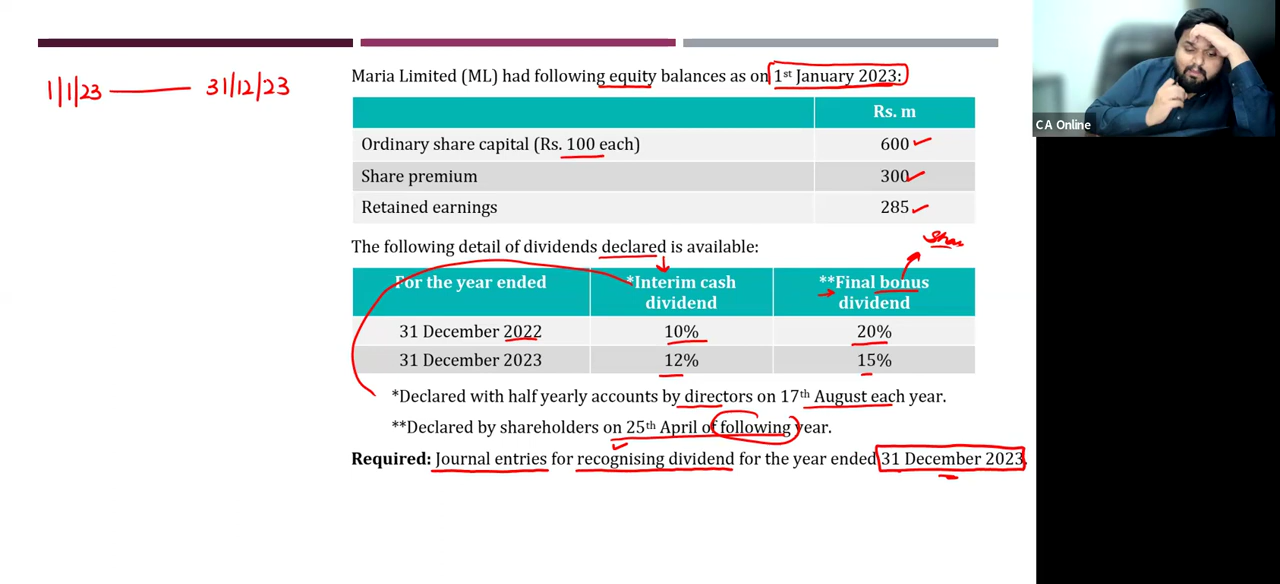 1/1/23 ——— 31/12/23
Maria Limited (ML) had following equity balances as on 1st January 2023:
Rs. m
Ordinary share capital (Rs. 100 each) 600
Share premium 300
Retained earnings 285
The following detail of dividends declared is available:
For the year ended *Interim cash dividend **Final bonus dividend
31 December 2022 10% 20%
31 December 2023 12% 15%
*Declared with half yearly accounts by directors on 17th August each year.
**Declared by shareholders on 25th April of following year.
Required: Journal entries for recognising dividend for the year ended 31 December 2023
C A Online